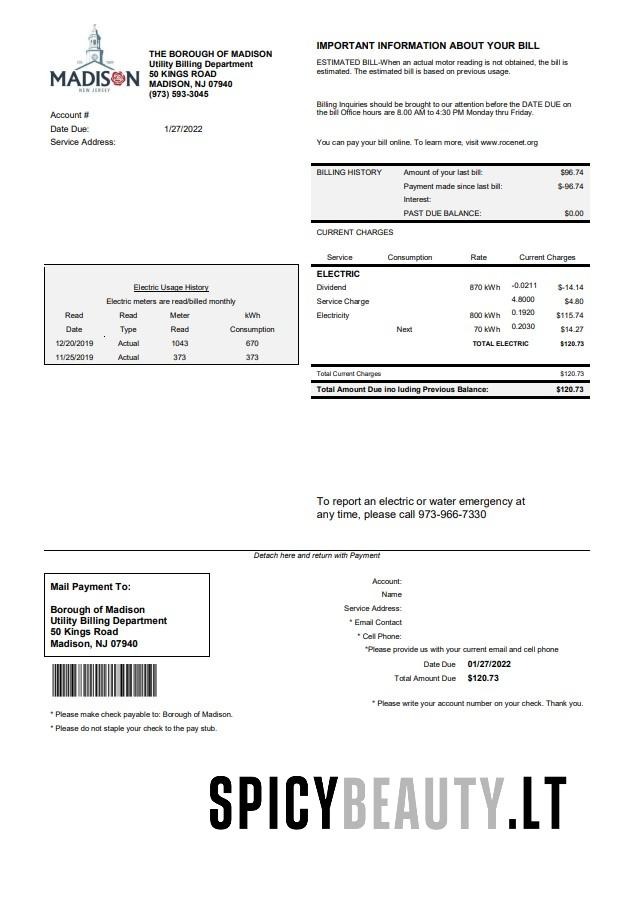 MADISON
NEW JERSEY
THE BOROUGH OF MADISON
Utility Billing Department
50 KINGS ROAD
MADISON, NJ 07940
(973) 593-3045
Account #
Date Due: 1/27/2022
Service Address:
IMPORTANT INFORMATION ABOUT YOUR BILL
ESTIMATED BILL-When an actual motor reading is not obtained, the bill is
estimated. The estimated bill is based on previous usage.
Billing Inquiries should be brought to our attention before the DATE DUE on
the bill Office hours are 8.00 AM to 4:30 PM Monday thru Friday.
You can pay your bill online. To learn more, visit www.rocenet.org
BILLING HISTORY Amount of your last bill: $96.74
Payment made since last bill: $-96.74
Interest:
PAST DUE BALANCE: $0.00
CURRENT CHARGES
Service Consumption Rate Current Charges
ELECTRIC
Dividend 870 kWh -0.0211 $-14.14
Service Charge 4.8000 $4.80
Electricity 800 kWh 0.1920 $115.74
Next 70 kWh 0.2030 $14.27
TOTAL ELECTRIC $120.73
Total Current Charges $120.73
Total Amount Due ino luding Previous Balance: $120.73
Electric Usage History
Electric meters are read/billed monthly
Read Read Meter kWh
Date Type Read Consumption
12/20/2019 Actual 1043 670
11/25/2019 Actual 373 373
To report an electric or water emergency at
any time, please call 973-966-7330
Detach here and return with Payment
Mail Payment To:
Borough of Madison
Utility Billing Department
50 Kings Road
Madison, NJ 07940
* Please make check payable to: Borough of Madison.
* Please do not staple your check to the pay stub.
Account:
Name
Service Address:
* Email Contact
* Cell Phone:
*Please provide us with your current email and cell phone
Date Due 01/27/2022
Total Amount Due $120.73
* Please write your account number on your check. Thank you.
SPICYBEAUTY.LT